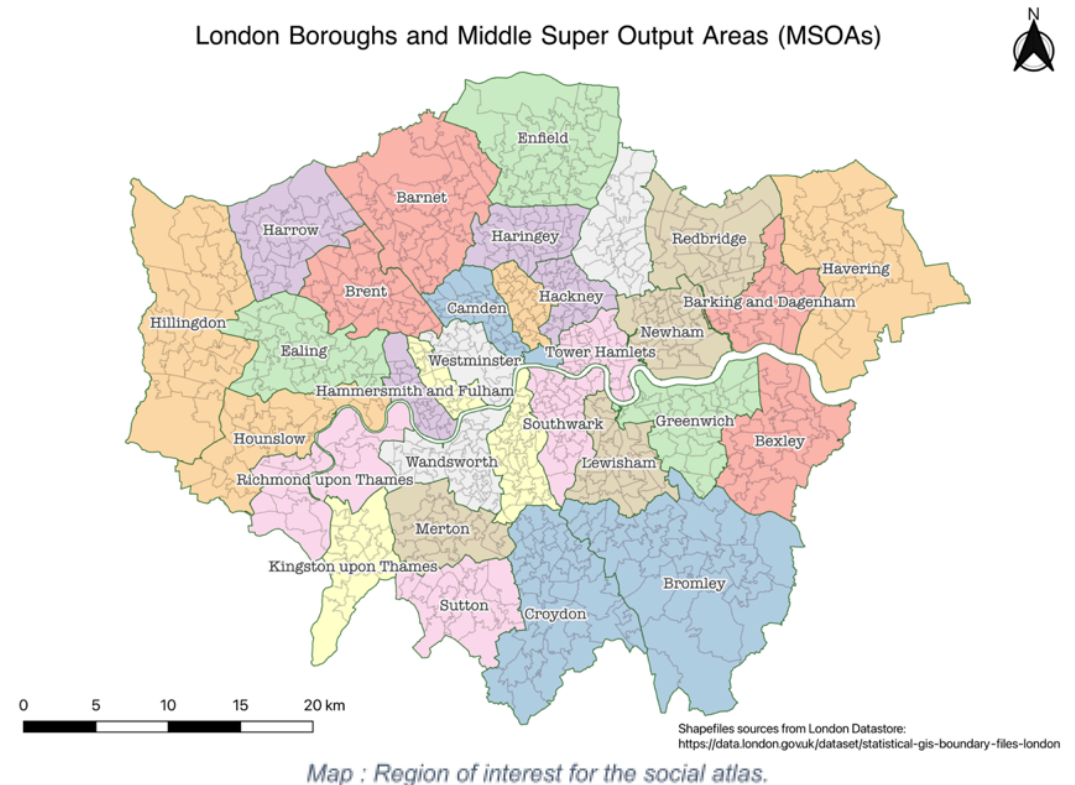 London Boroughs and Middle Super Output Areas (MSOAs)
N
Enfield
Barnet
Harrow
Haringey
Redbridge
Havering
Brent
Camden
Hackney
Barking and Dagenham
Hillingdon
Newham
Ealing
Westminster
Tower Hamlets
Hammersmith and Fulham
Southwark
Greenwich
Hounslow
Bexley
Wandsworth
Lewisham
Richmond upon Thames
Merton
Kingston upon Thames
Bromley
Sutton
Croydon
0 5 10 15 20 km
Shapefiles sources from London Datastore:
https://data.london.gov.uk/dataset/statistical-gis-boundary-files-london
Map : Region of interest for the social atlas.